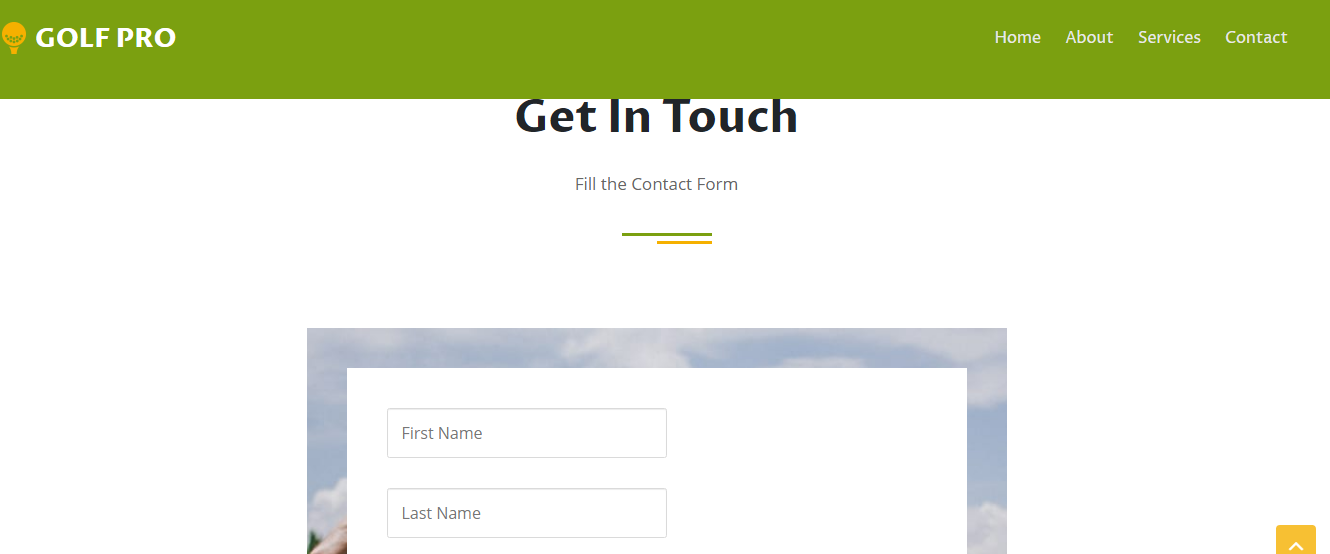 GOLF PRO
Home About Services Contact
Get In Touch
Fill the Contact Form
First Name
Last Name